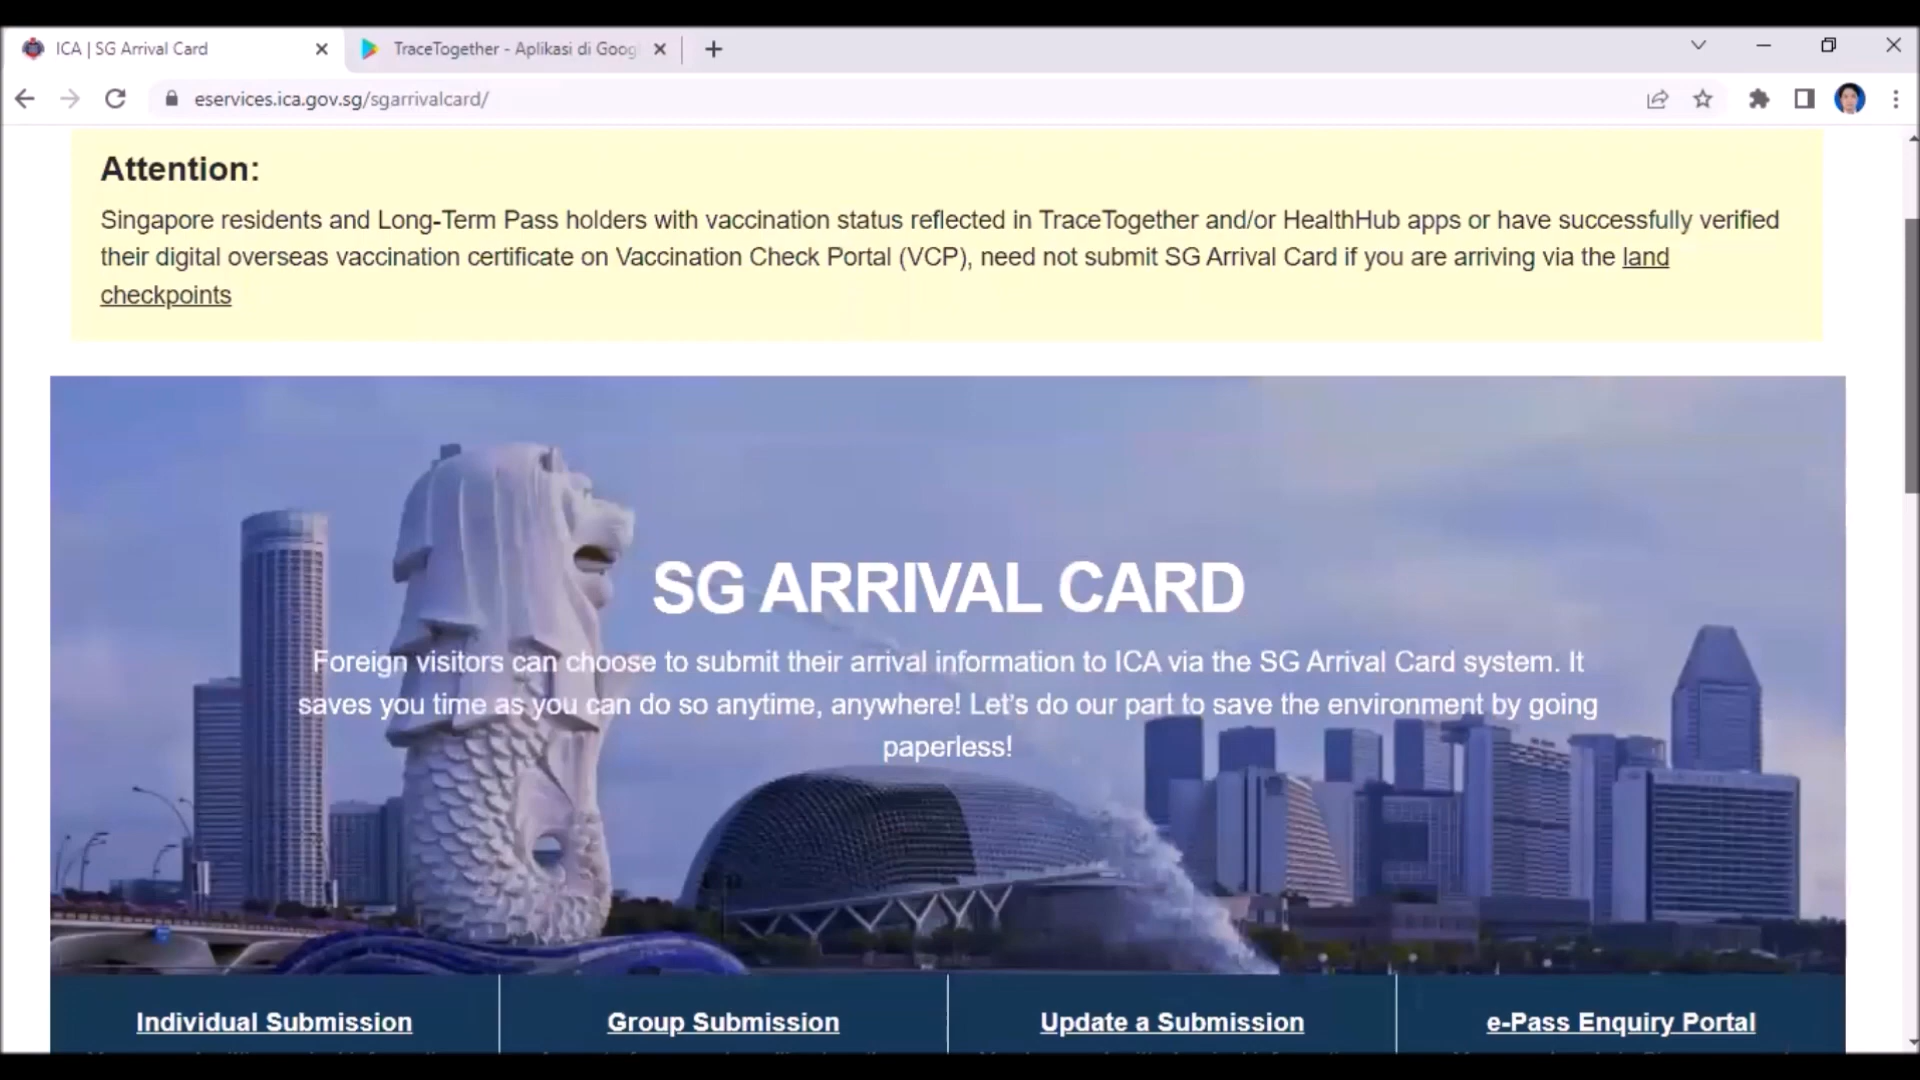 ICA | SG Arrival Card
TraceTogether - Aplikasi di Goog
eservices.ica.gov.sg/sgarrivalcard/
Attention:
Singapore residents and Long-Term Pass holders with vaccination status reflected in TraceTogether and/or HealthHub apps or have successfully verified
their digital overseas vaccination certificate on Vaccination Check Portal (VCP), need not submit SG Arrival Card if you are arriving via the land
checkpoints
SG ARRIVAL CARD
Foreign visitors can choose to submit their arrival information to ICA via the SG Arrival Card system. It
saves you time as you can do so anytime, anywhere! Let's do our part to save the environment by going
paperless!
Individual Submission
Group Submission
Update a Submission
e-Pass Enquiry Portal